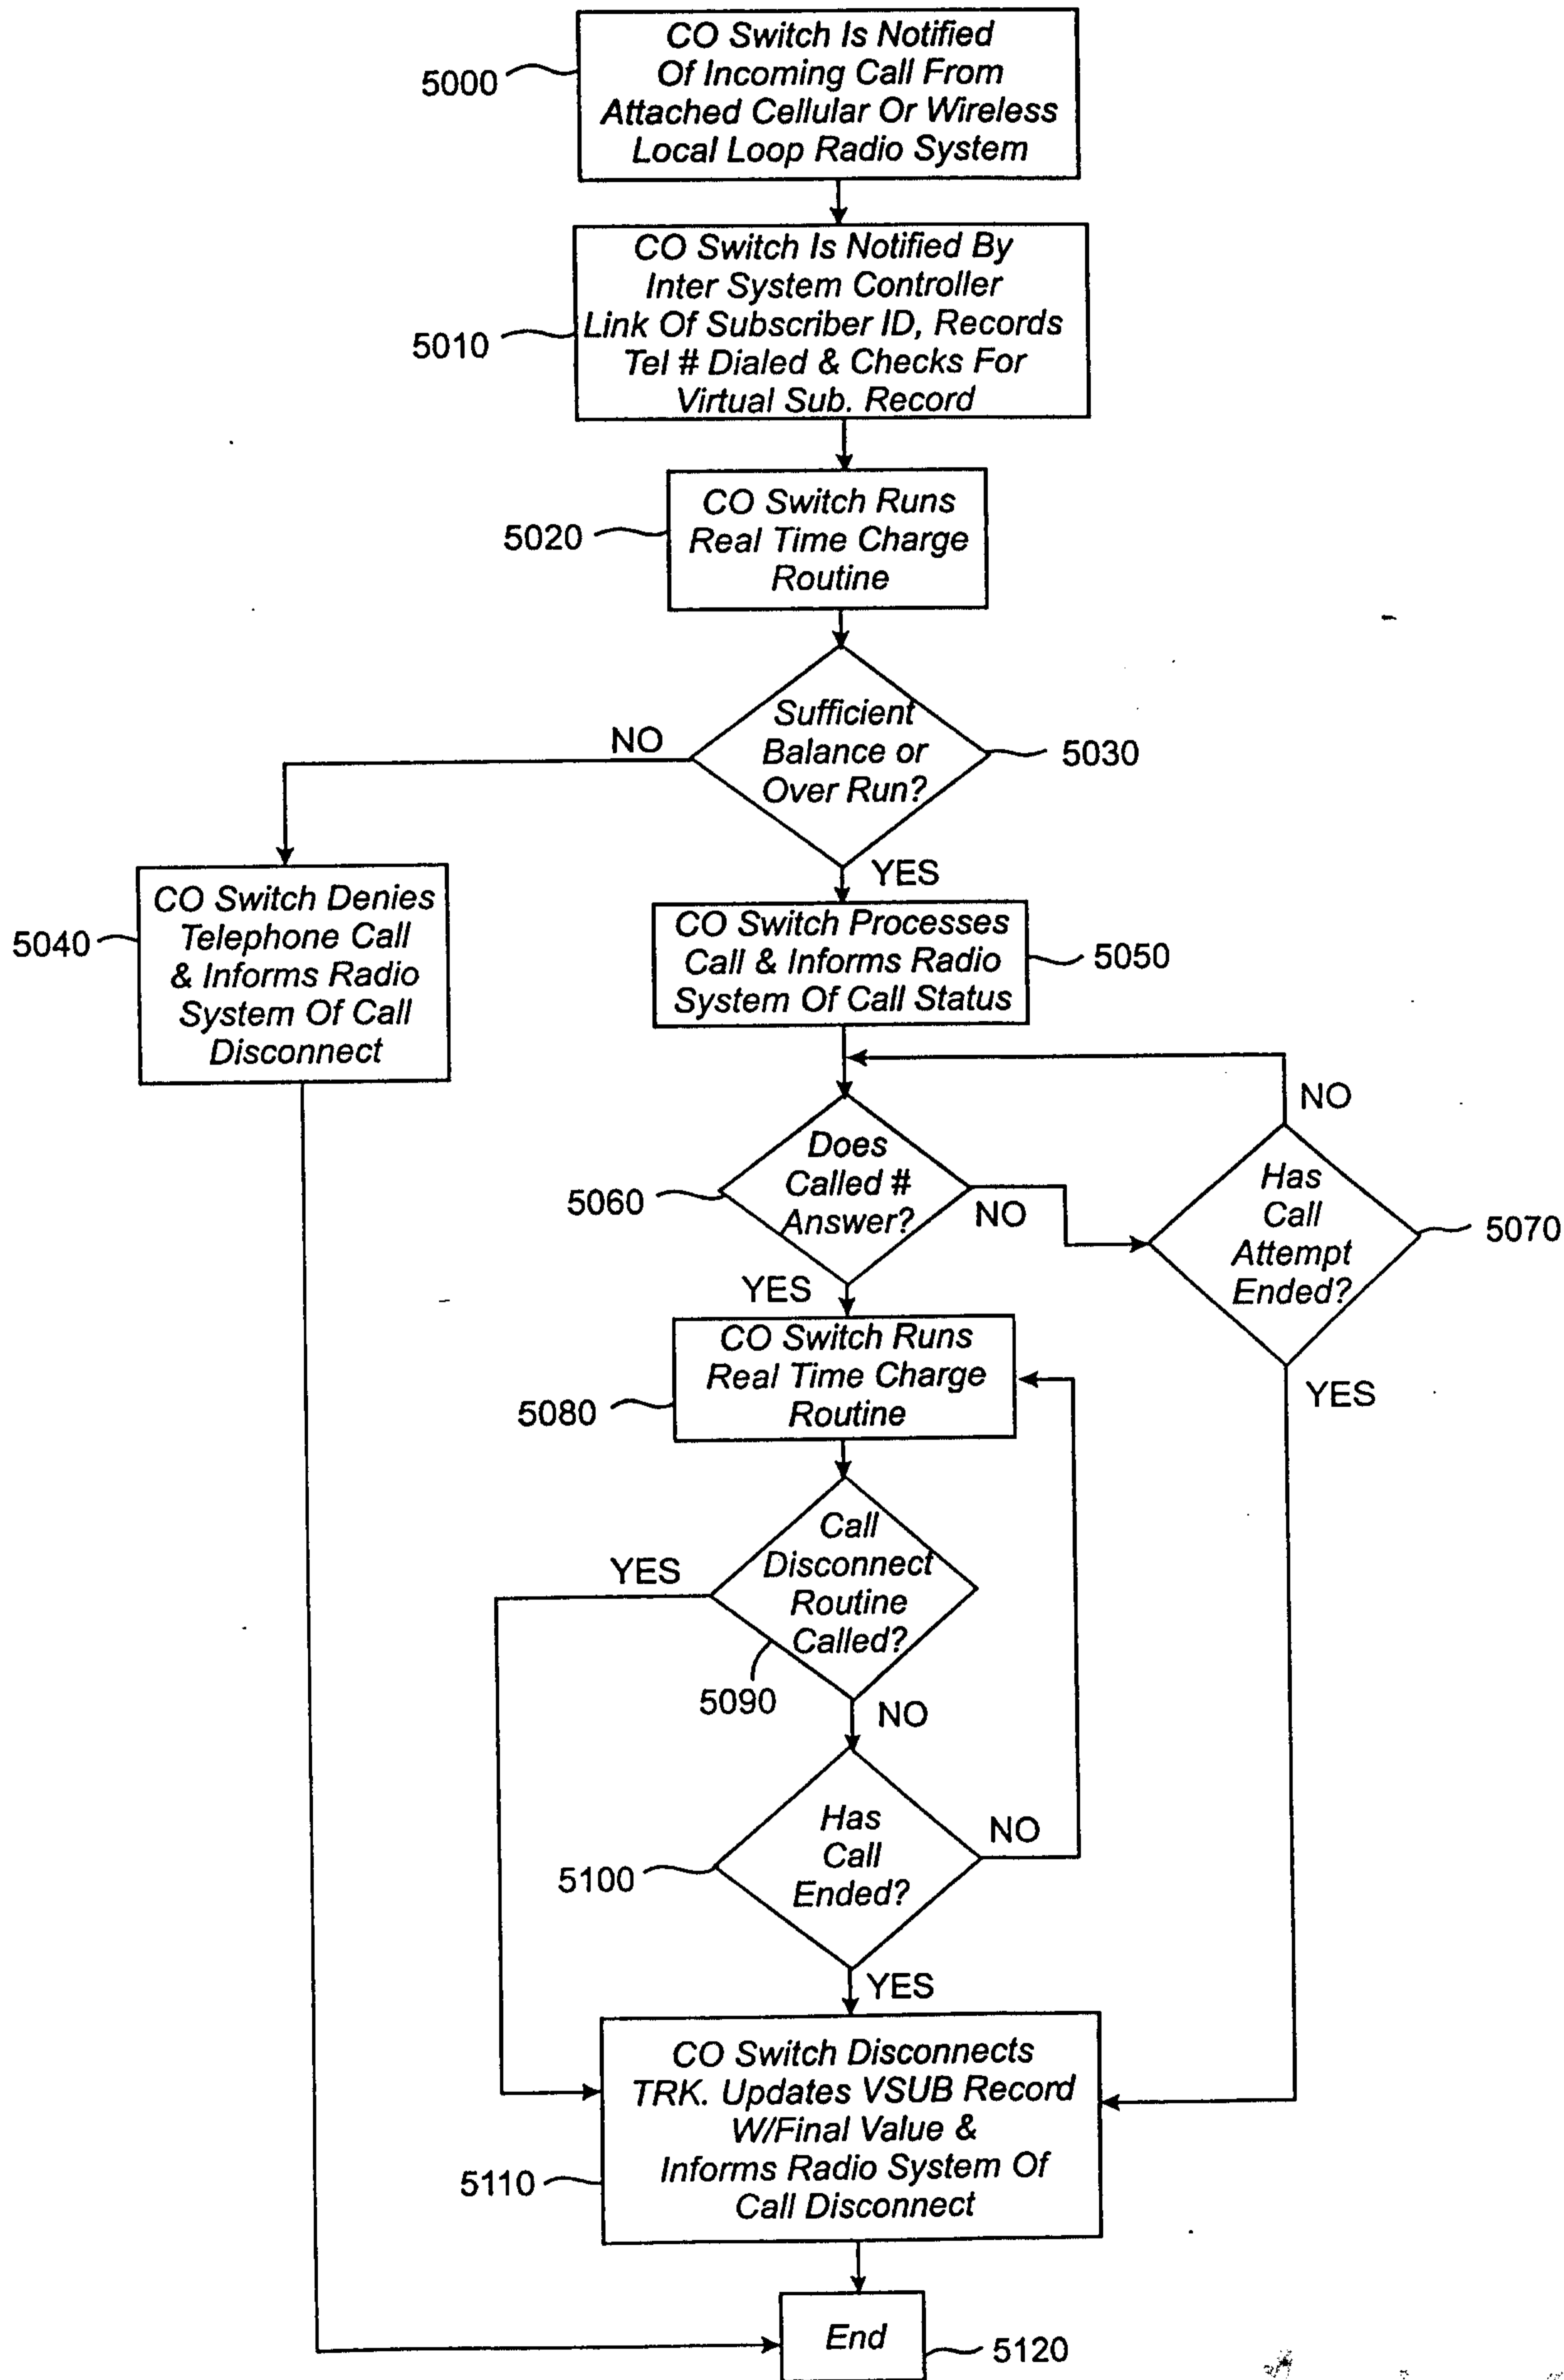 CO Switch Is Notified
Of Incoming Call From
Attached Cellular Or Wireless
Local Loop Radio System
5000
CO Switch Is Notified By
Inter System Controller
Link Of Subscriber ID, Records
Tel # Dialed & Checks For
Virtual Sub. Record
5010
CO Switch Runs
Real Time Charge
Routine
5020
Sufficient
Balance or
Over Run?
5030
NO
YES
CO Switch Denies
Telephone Call
& Informs Radio
System Of Call
Disconnect
5040
CO Switch Processes
Call & Informs Radio
System Of Call Status
5050
Does
Called #
Answer?
5060
NO
YES
Has
Call
Attempt
Ended?
5070
NO
YES
CO Switch Runs
Real Time Charge
Routine
5080
Call
Disconnect
Routine
Called?
5090
YES
NO
Has
Call
Ended?
5100
NO
YES
CO Switch Disconnects
TRK. Updates VSUB Record
W/Final Value &
Informs Radio System Of
Call Disconnect
5110
End
5120